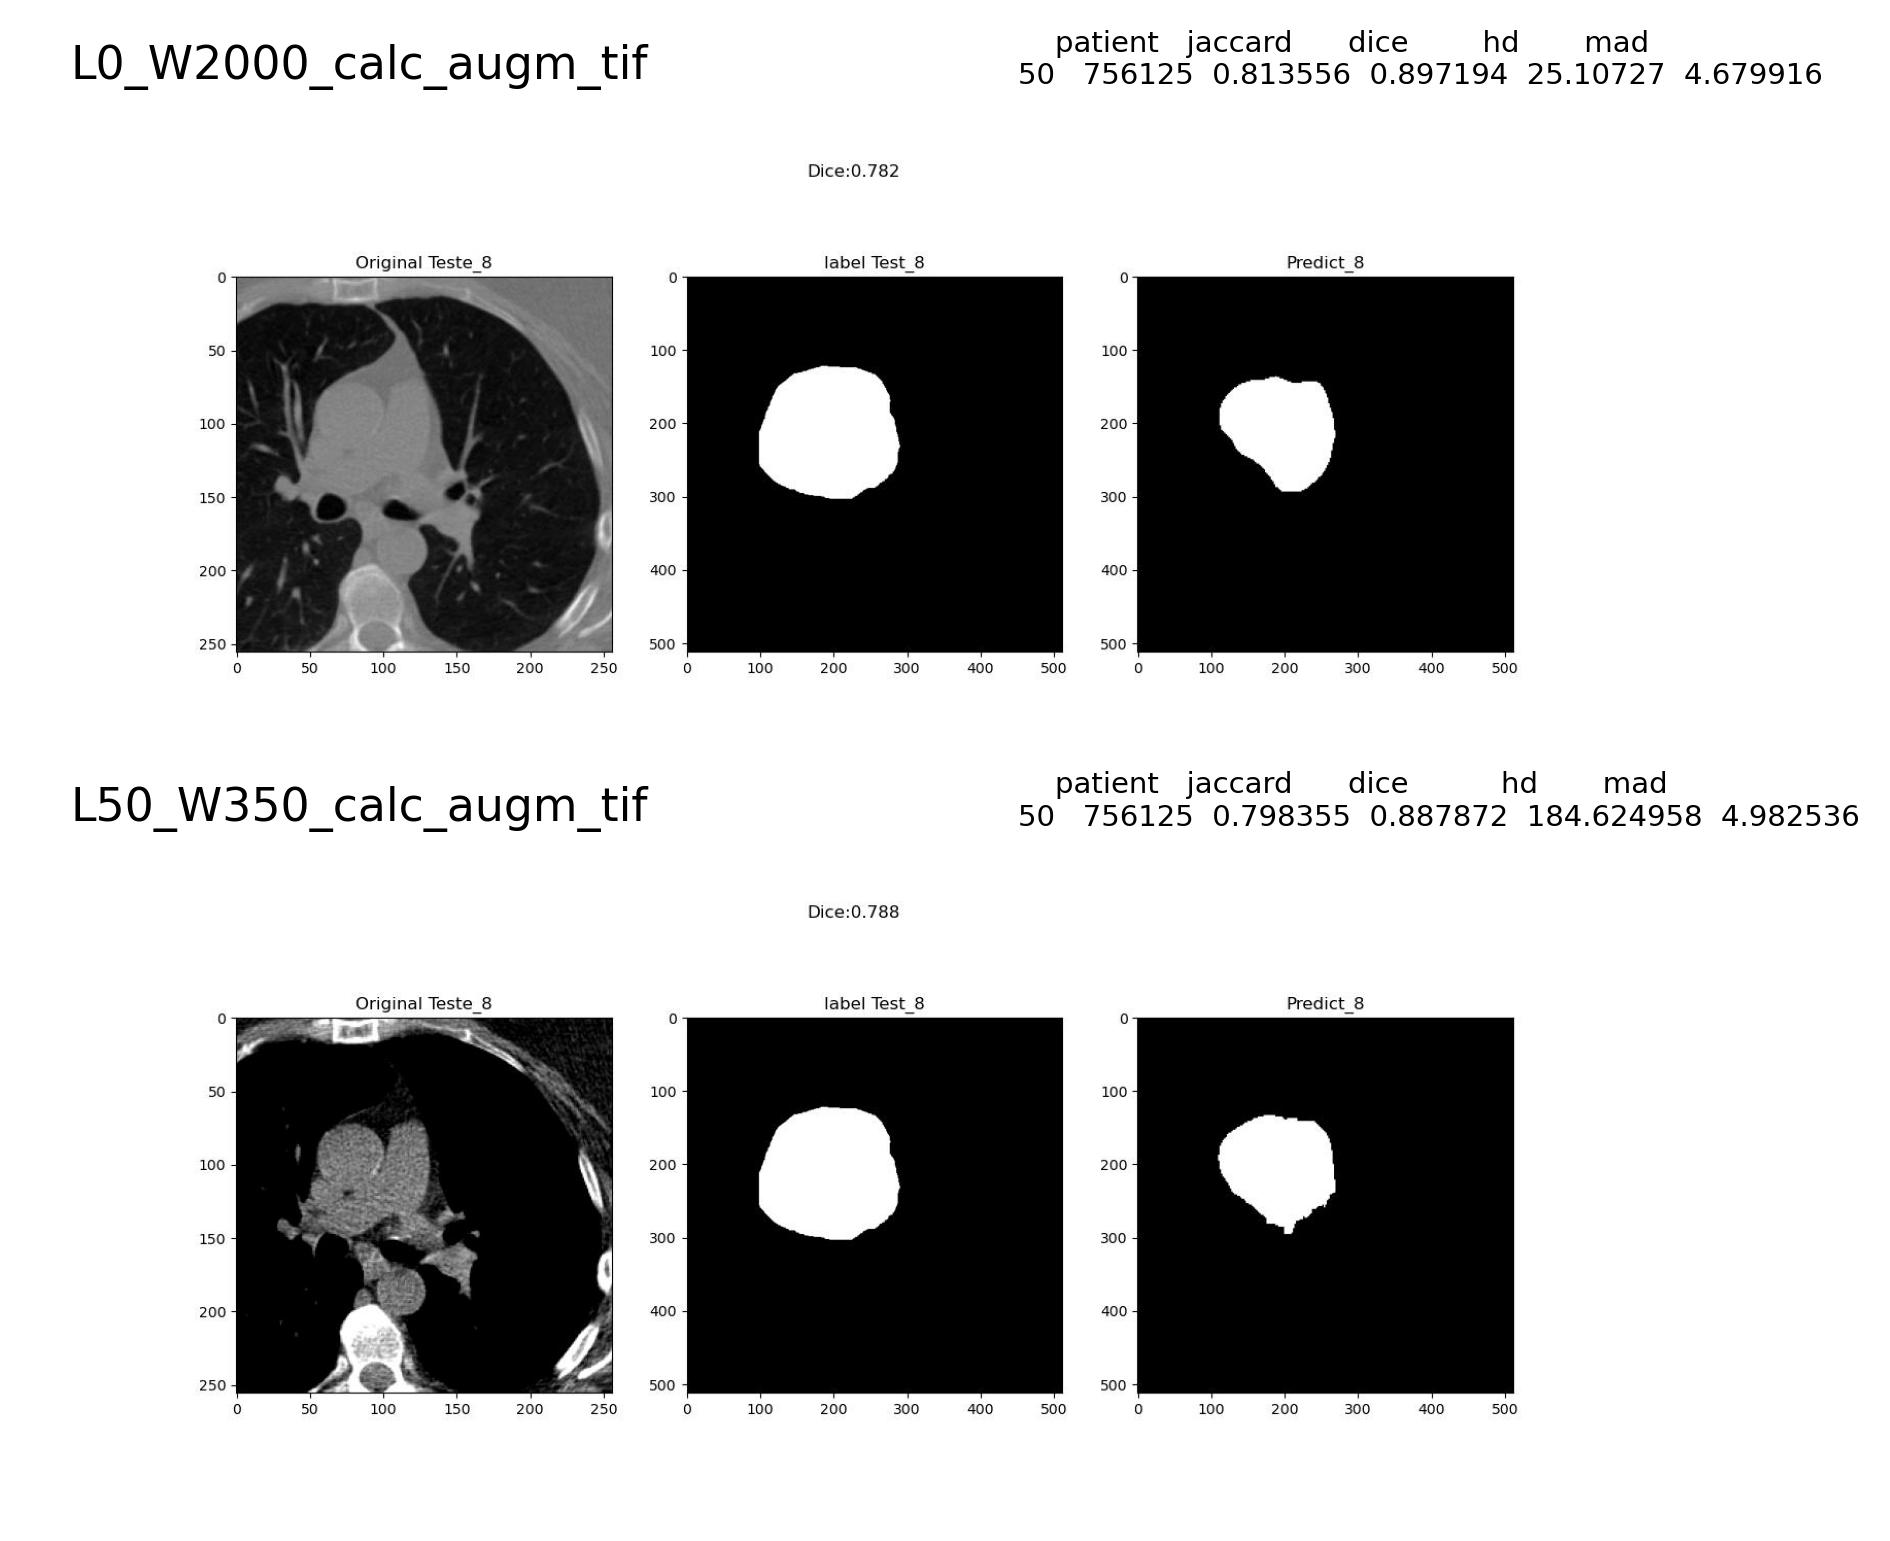 L0_W2000_calc_augm_tif
patient jaccard dice hd mad
50 756125 0.813556 0.897194 25.10727 4.679916
Dice:0.782
Original Teste_8
label Test_8
Predict_8
0
50
100
150
200
250
0 50 100 150 200 250
0
100
200
300
400
500
0 100 200 300 400 500
0
100
200
300
400
500
0 100 200 300 400 500
L50_W350_calc_augm_tif
patient jaccard dice hd mad
50 756125 0.798355 0.887872 184.624958 4.982536
Dice:0.788
Original Teste_8
label Test_8
Predict_8
0
50
100
150
200
250
0 50 100 150 200 250
0
100
200
300
400
500
0 100 200 300 400 500
0
100
200
300
400
500
0 100 200 300 400 500